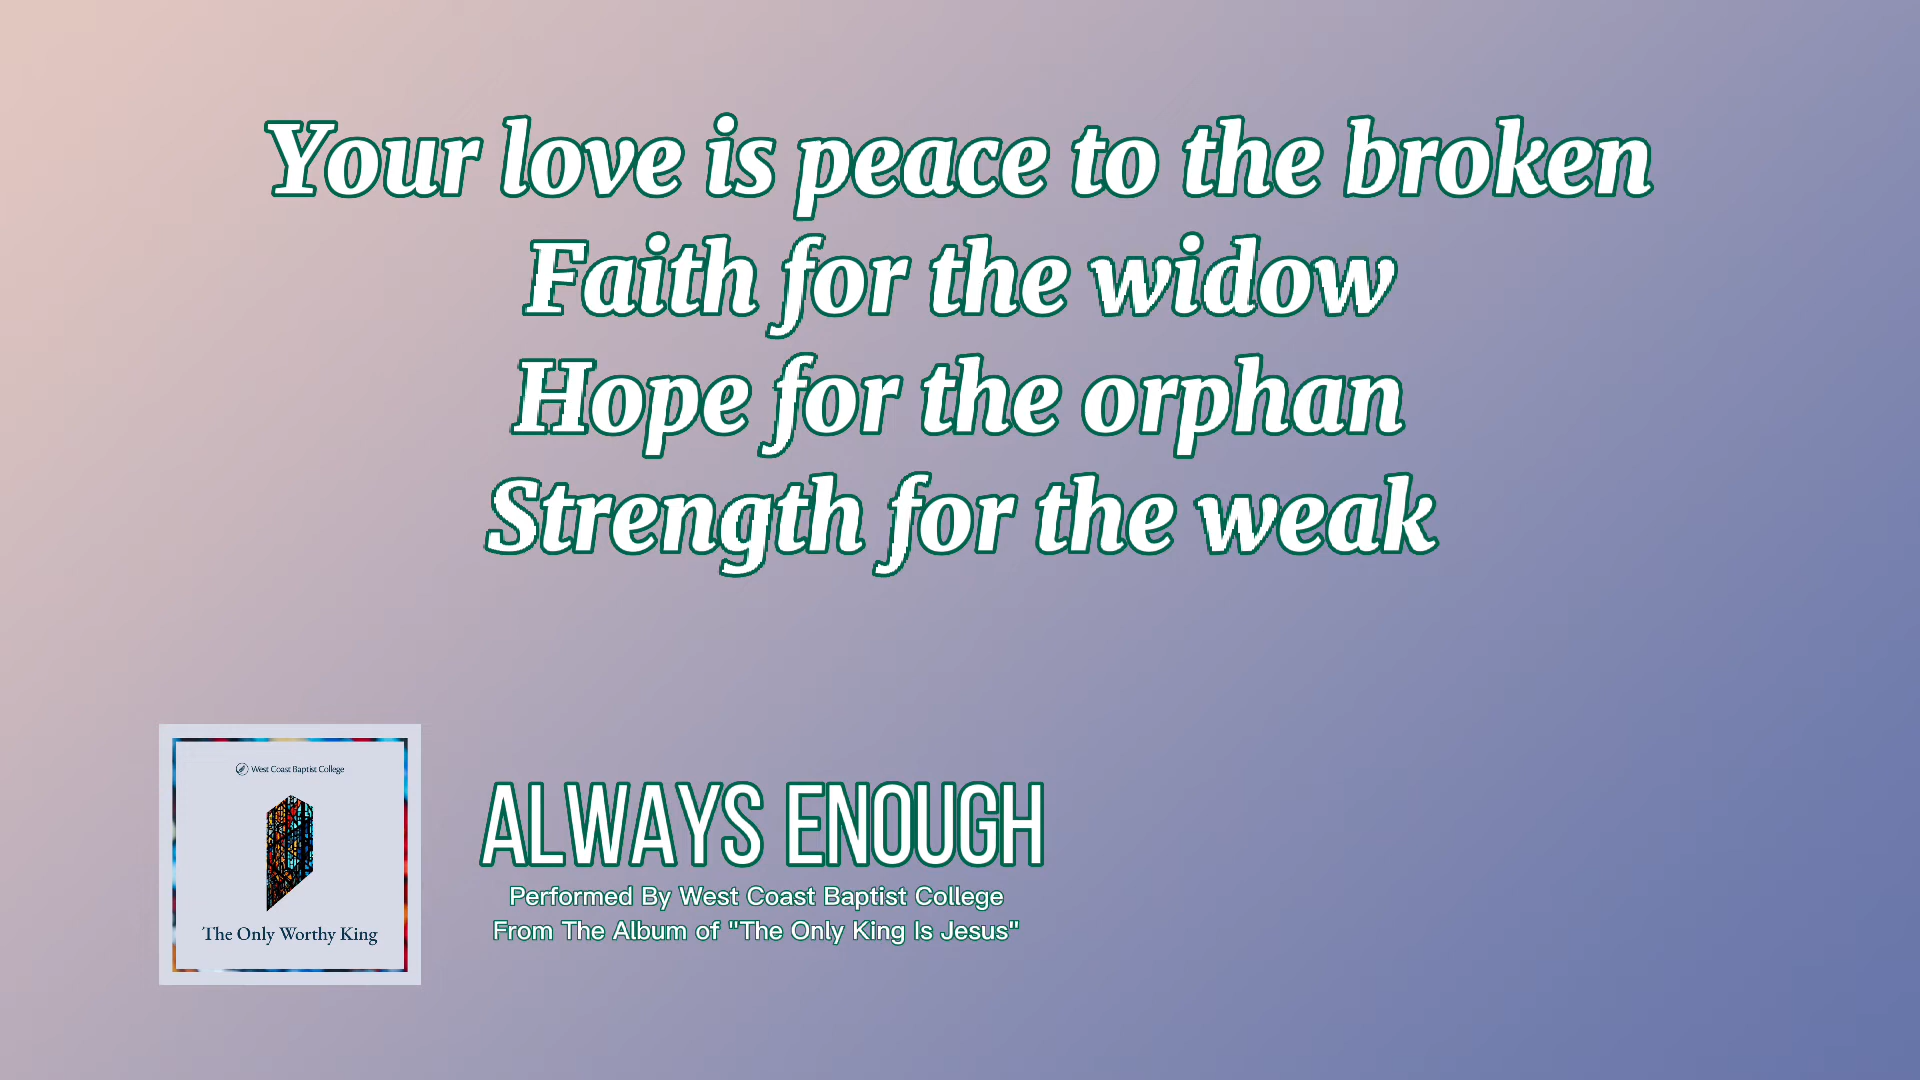 Your love is peace to the broken
Faith for the widow
Hope for the orphan
Strength for the weak
West Coast Baptist College
The Only Worthy King
ALWAYS ENOUGH
Performed By West Coast Baptist College
From The Album of "The Only King Is Jesus"